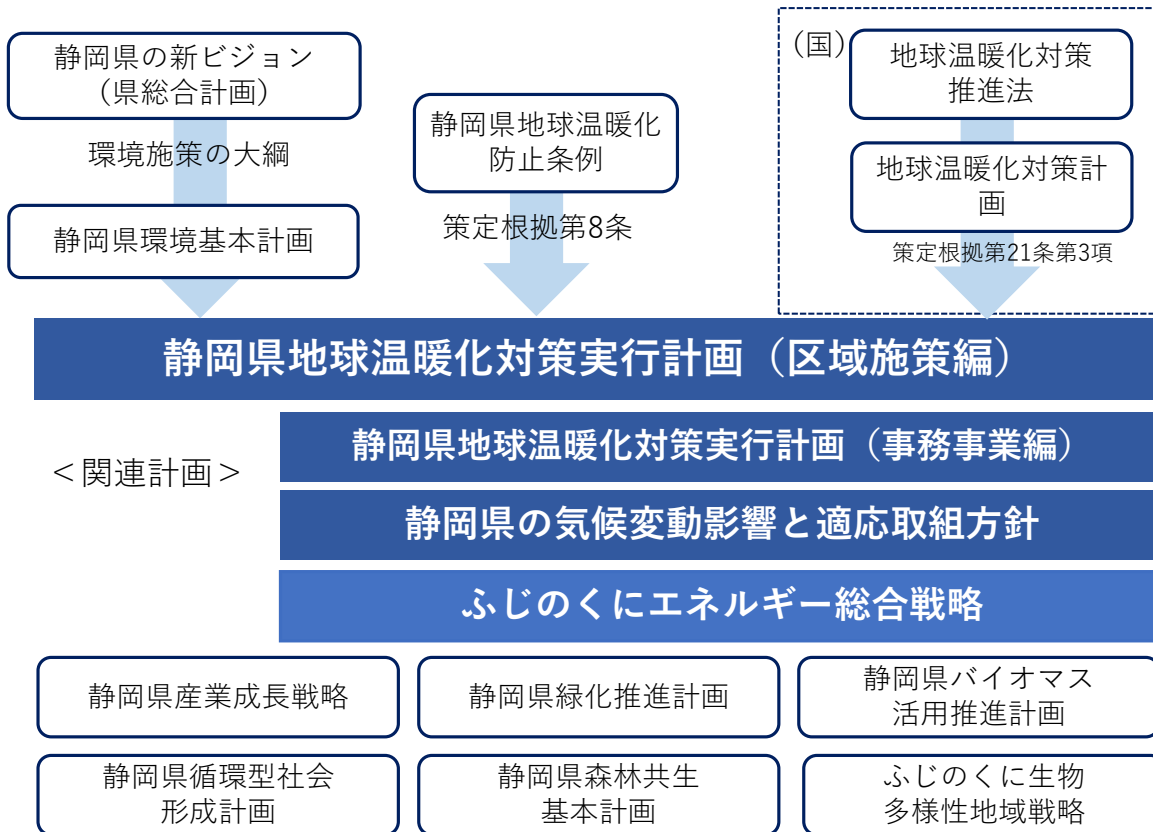 静岡県の新ビジョン
（県総合計画）
環境施策の大綱
静岡県環境基本計画
静岡県地球温暖化
防止条例
策定根拠第8条
（国）
地球温暖化対策
推進法
地球温暖化対策計
画
策定根拠第21条第3項
静岡県地球温暖化対策実行計画（区域施策編）
＜関連計画＞
静岡県地球温暖化対策実行計画（事務事業編）
静岡県の気候変動影響と適応取組方針
ふじのくにエネルギー総合戦略
静岡県産業成長戦略
静岡県緑化推進計画
静岡県バイオマス
活用推進計画
静岡県循環型社会
形成計画
静岡県森林共生
基本計画
ふじのくに生物
多様性地域戦略